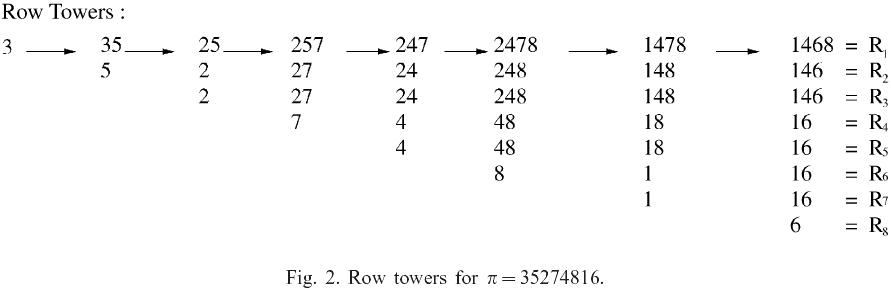 Row Towers :
3 → 35 → 25 → 257 → 247 → 2478 → 1478 → 1468 = R₁
5 2 27 24 248 148 146 = R₂
2 27 24 248 148 146 = R₃
7 4 48 18 16 = R₄
4 48 18 16 = R₅
8 1 16 = R₆
1 16 = R₇
6 = R₈
Fig. 2. Row towers for π = 35274816.